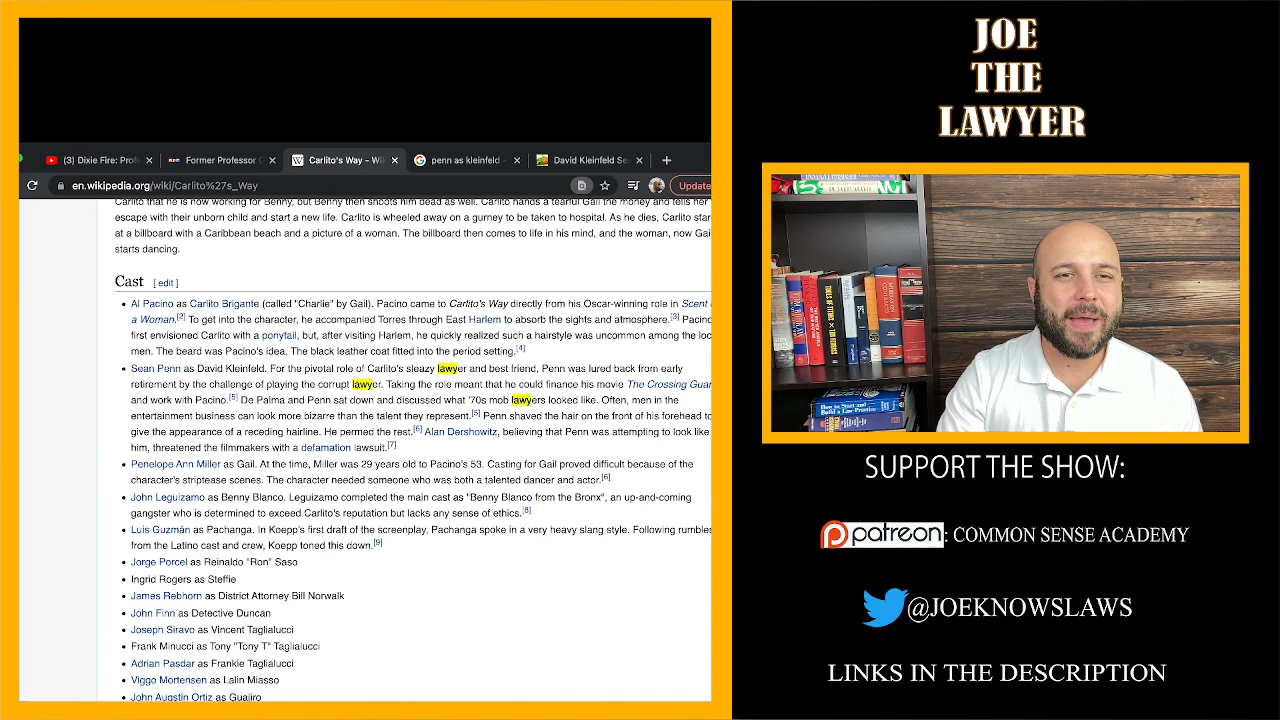 (3) Dixie Fire: Prof
Former Professor
Carlito's Way - Wi
penn as kleinfeld -
David Kleinfeld Se
en.wikipedia.org/wiki/Carlito%27s_Way
Update
Carlito that is now working for Benny, but Benny then shoots him dead as well. Carlito hands a tearful Gail the money and tells her
escape with their unborn child and start a new life. Carlito is wheeled away on a gurney to be taken to hospital. As he dies, Carlito star
at a billboard with a Caribbean beach and a picture of a woman. The billboard then comes to life in his mind, and the woman, now Gai
starts dancing.
Cast [ edit ]
Al Pacino as Carlito Brigante (called "Charlie" by Gail). Pacino came to Carlito's Way directly from his Oscar-winning role in Scent
a Woman.[2] To get into the character, he accompanied Torres through East Harlem to absorb the sights and atmosphere.[3] Pacino
first envisioned Carlito with a ponytail, but, after visiting Harlem, he quickly realized such a hairstyle was uncommon among the loc
men. The beard was Pacino's idea. The black leather coat fitted into the period setting.[4]
Sean Penn as David Kleinfeld. For the pivotal role of Carlito's sleazy lawyer and best friend, Penn was lured back from early
retirement by the challenge of playing the corrupt lawyer. Taking the role meant that he could finance his movie The Crossing Guar
and work with Pacino.[5] De Palma and Penn sat down and discussed what '70s mob lawyers looked like. Often, men in the
ment business can look more bizarre than the talent they represent.[5] Penn shaved the hair on the front of his forehead to
give the appearance of a receding hairline. He permed the rest.[6] Alan Dershowitz, believing that Penn was attempting to look like
him, threatened the filmmakers with a defamation lawsuit.[7]
Penelope Ann Miller as Gail. At the time, Miller was 29 years old to Pacino's 53. Casting for Gail proved difficult because of the
character's striptease scenes. The character needed someone who was both a talented dancer and actor.[6]
John Leguizamo as Benny Blanco. Leguizamo completed the main cast as "Benny Blanco from the Bronx", an up-and-coming
gangster who is determined to exceed Carlito's reputation but lacks any sense of ethics.[8]
Luis Guzmán as Pachanga. In Koepp's first draft of the screenplay, Pachanga spoke in a very heavy slang style. Following rumbles
from the Latino cast and crew, Koepp toned this down.[9]
Jorge Porcel as Reinaldo "Ron" Saso
Ingrid Rogers as Steffie
James Rebhorn as District Attorney Bill Norwalk
John Finn as Detective Duncan
Joseph Siravo as Vincent Taglialucci
Frank Minucci as Tony "Tony T" Taglialucci
Adrian Pasdar as Frankie Taglialucci
Viggo Mortensen as Lalin Miasso
John Augstin Ortiz as Guajiro
JOE
THE
LAWYER
How to Start and
Build a Law Practice
SUPPORT THE SHOW:
patreon: COMMON SENSE ACADEMY
@JOEKNOWSLAWS
LINKS IN THE DESCRIPTION